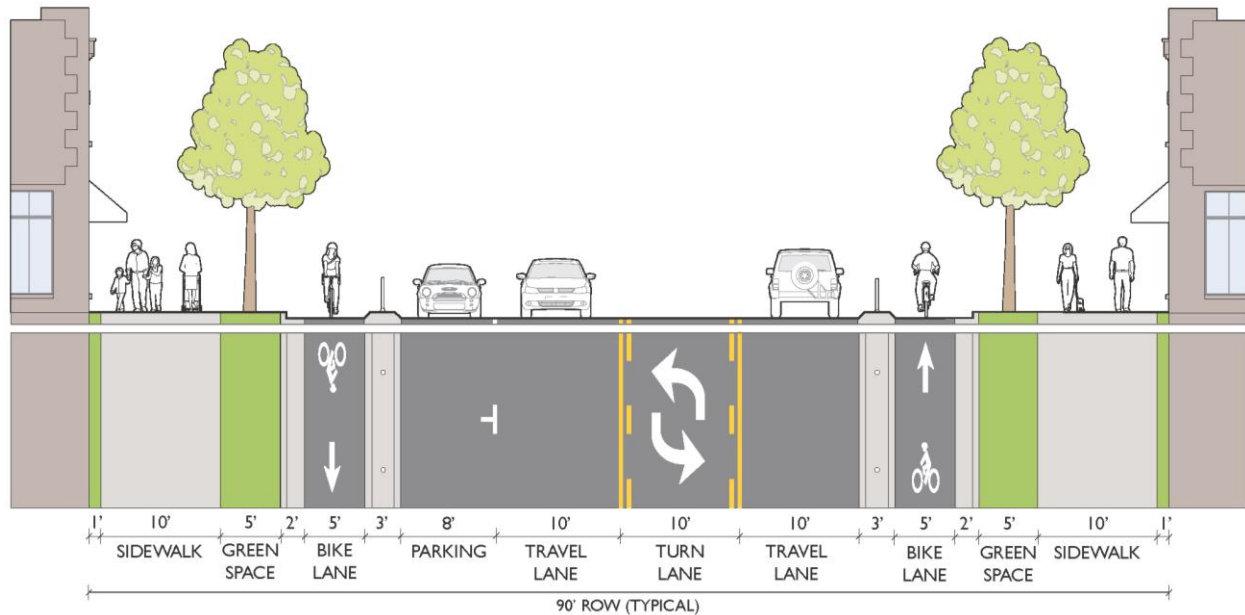 1' 10' 5' 2' 5' 3' 8' 10' 10' 10' 3' 5' 2' 5' 10' 1'
SIDEWALK GREEN BIKE PARKING TRAVEL TURN TRAVEL BIKE GREEN SIDEWALK
SPACE LANE LANE LANE LANE LANE SPACE
90' ROW (TYPICAL)